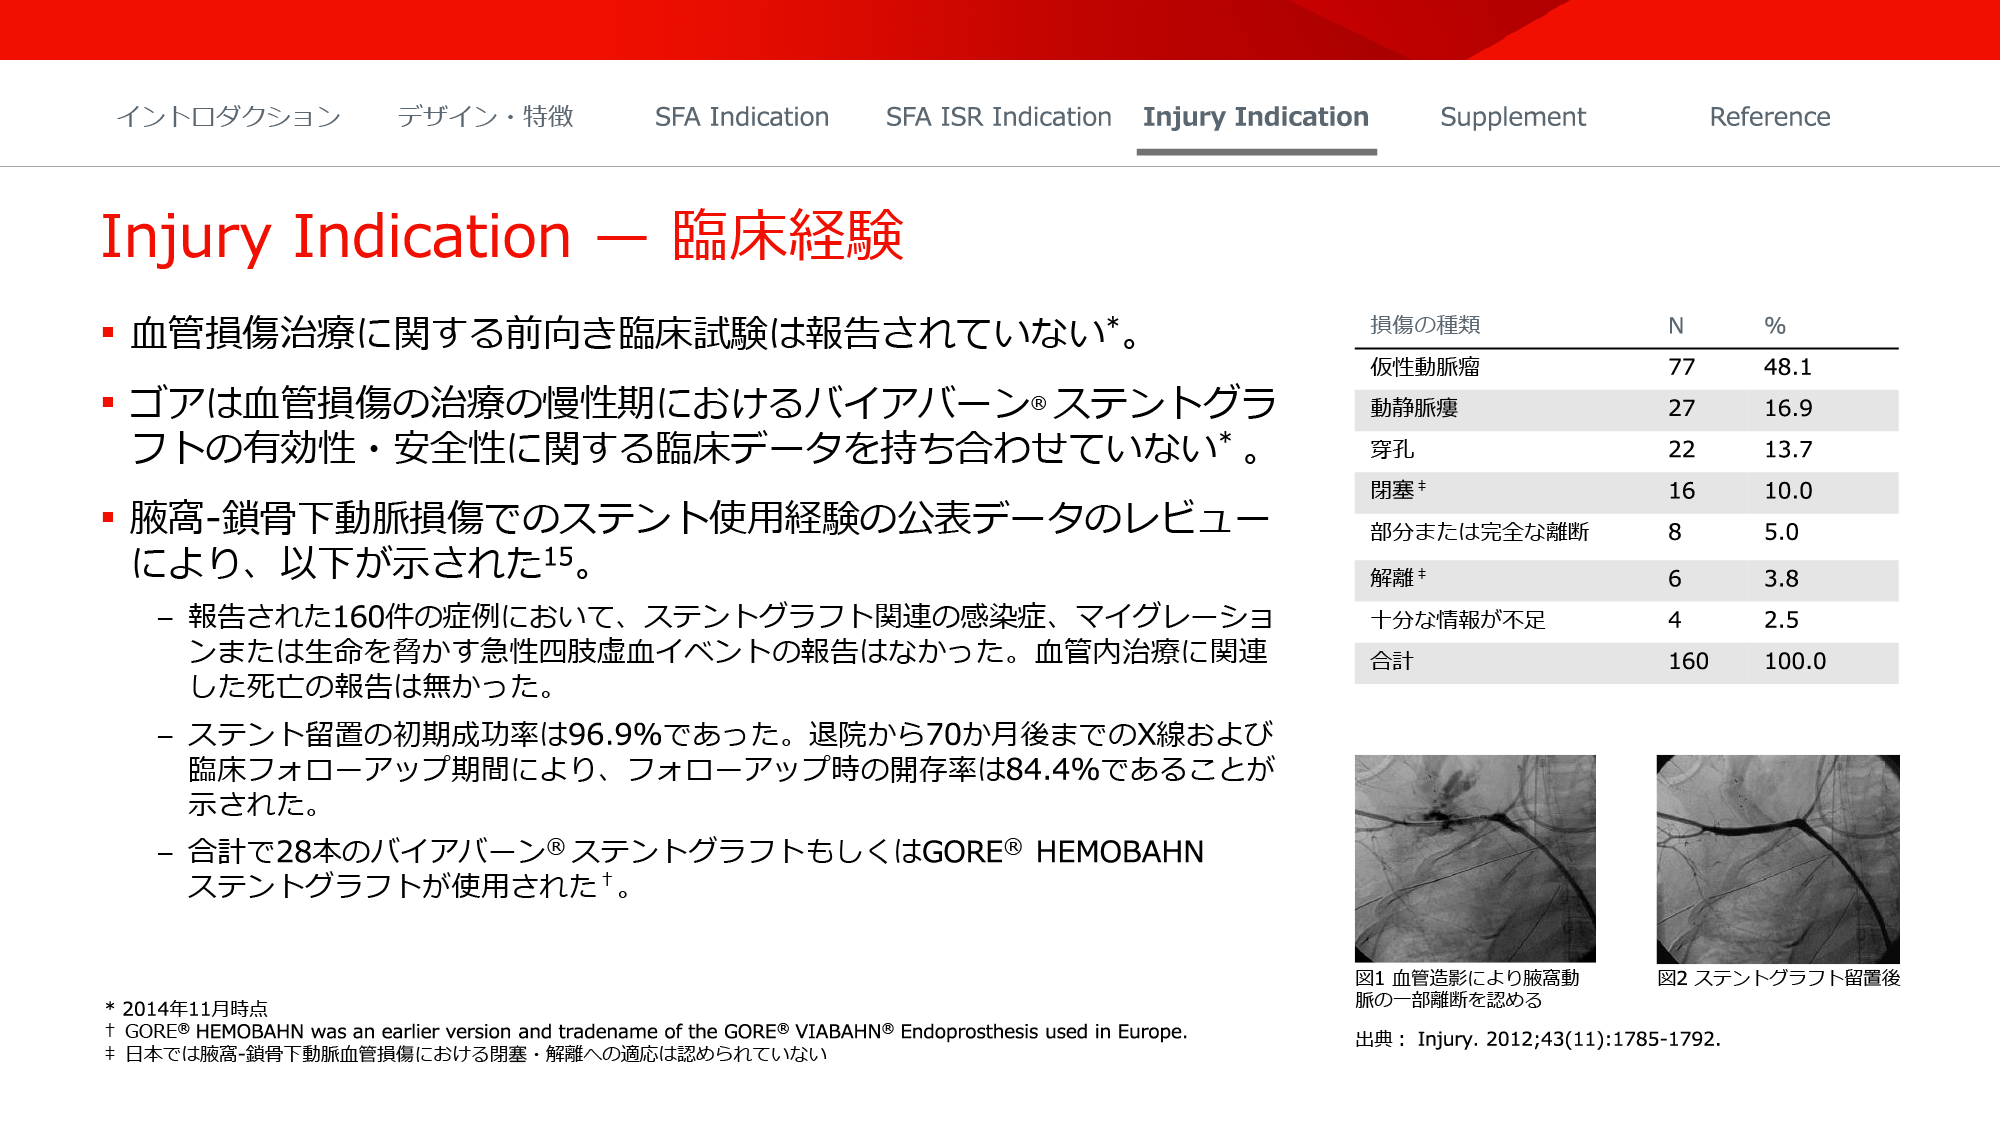 イントロダクション デザイン・特徴 SFA Indication SFA ISR Indication Injury Indication Supplement Reference
Injury Indication — 臨床経験
▪ 血管損傷治療に関する前向き臨床試験は報告されていない*。
▪ ゴアは血管損傷の治療の慢性期におけるバイアバーン® ステントグラ
フトの有効性・安全性に関する臨床データを持ち合わせていない* 。
▪ 腋窩-鎖骨下動脈損傷でのステント使用経験の公表データのレビュー
により、以下が示された15。
– 報告された160件の症例において、ステントグラフト関連の感染症、マイグレーショ
ンまたは生命を脅かす急性四肢虚血イベントの報告はなかった。血管内治療に関連
した死亡の報告は無かった。
– ステント留置の初期成功率は96.9%であった。退院から70か月後までのX線および
臨床フォローアップ期間により、フォローアップ時の開存率は84.4%であることが
示された。
– 合計で28本のバイアバーン® ステントグラフトもしくはGORE® HEMOBAHN
ステントグラフトが使用された†。
* 2014年11月時点
† GORE® HEMOBAHN was an earlier version and tradename of the GORE® VIABAHN® Endoprosthesis used in Europe.
‡ 日本では腋窩-鎖骨下動脈血管損傷における閉塞・解離への適応は認められていない
損傷の種類 N %
仮性動脈瘤 77 48.1
動静脈瘻 27 16.9
穿孔 22 13.7
閉塞‡ 16 10.0
部分または完全な離断 8 5.0
解離‡ 6 3.8
十分な情報が不足 4 2.5
合計 160 100.0
図1 血管造影により腋窩動
脈の一部離断を認める
図2 ステントグラフト留置後
出典： Injury. 2012;43(11):1785-1792.